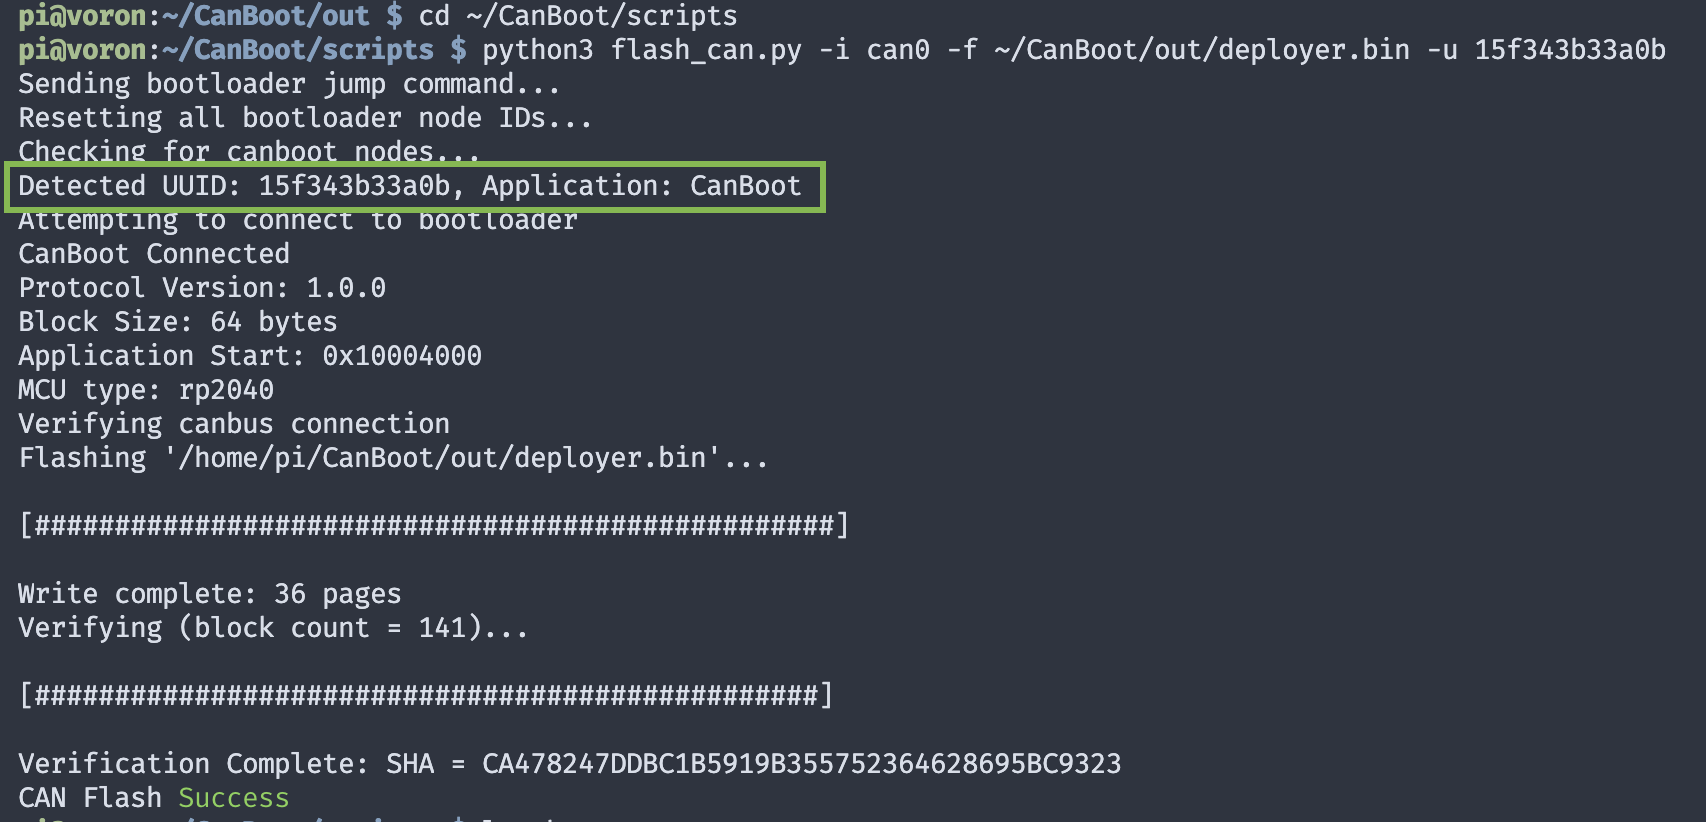 pi@voron:~/CanBoot/out $ cd ~/CanBoot/scripts
pi@voron:~/CanBoot/scripts $ python3 flash_can.py -i can0 -f ~/CanBoot/out/deployer.bin -u 15f343b33a0b
Sending bootloader jump command...
Resetting all bootloader node IDs...
Checking for canboot nodes...
Detected UUID: 15f343b33a0b, Application: CanBoot
Attempting to connect to bootloader
CanBoot Connected
Protocol Version: 1.0.0
Block Size: 64 bytes
Application Start: 0x10004000
MCU type: rp2040
Verifying canbus connection
Flashing '/home/pi/CanBoot/out/deployer.bin'...
[##################################################]
Write complete: 36 pages
Verifying (block count = 141)...
[#################################################]
Verification Complete: SHA = CA478247DDBC1B5919B355752364628695BC9323
CAN Flash Success